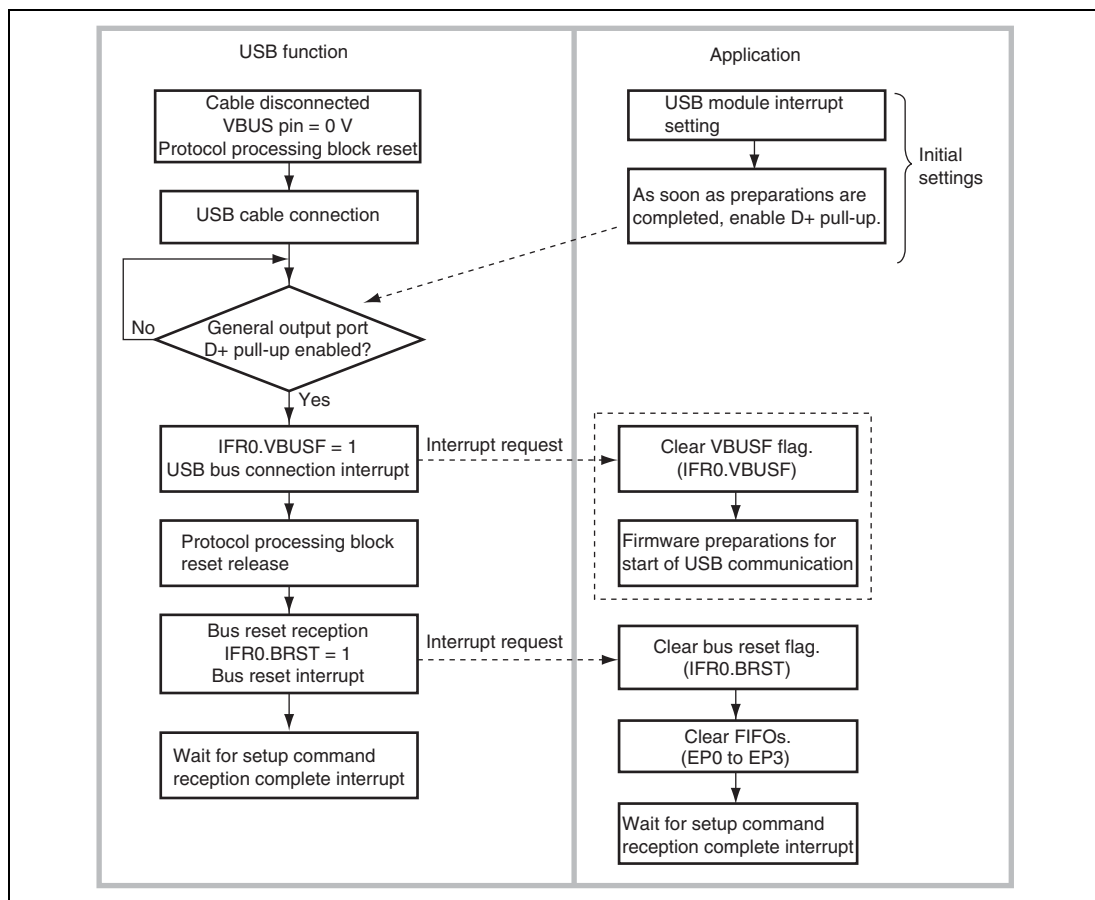 USB function
Cable disconnected
VBUS pin = 0 V
Protocol processing block reset
USB cable connection
No
General output port
D+ pull-up enabled?
Yes
IFR0.VBUSF = 1
USB bus connection interrupt
Interrupt request
Protocol processing block
reset release
Bus reset reception
IFR0.BRST = 1
Bus reset interrupt
Interrupt request
Wait for setup command
reception complete interrupt
Application
USB module interrupt
setting
As soon as preparations are
completed, enable D+ pull-up.
Initial
settings
Clear VBUSF flag.
(IFR0.VBUSF)
Firmware preparations for
start of USB communication
Clear bus reset flag.
(IFR0.BRST)
Clear FIFOs.
(EP0 to EP3)
Wait for setup command
reception complete interrupt